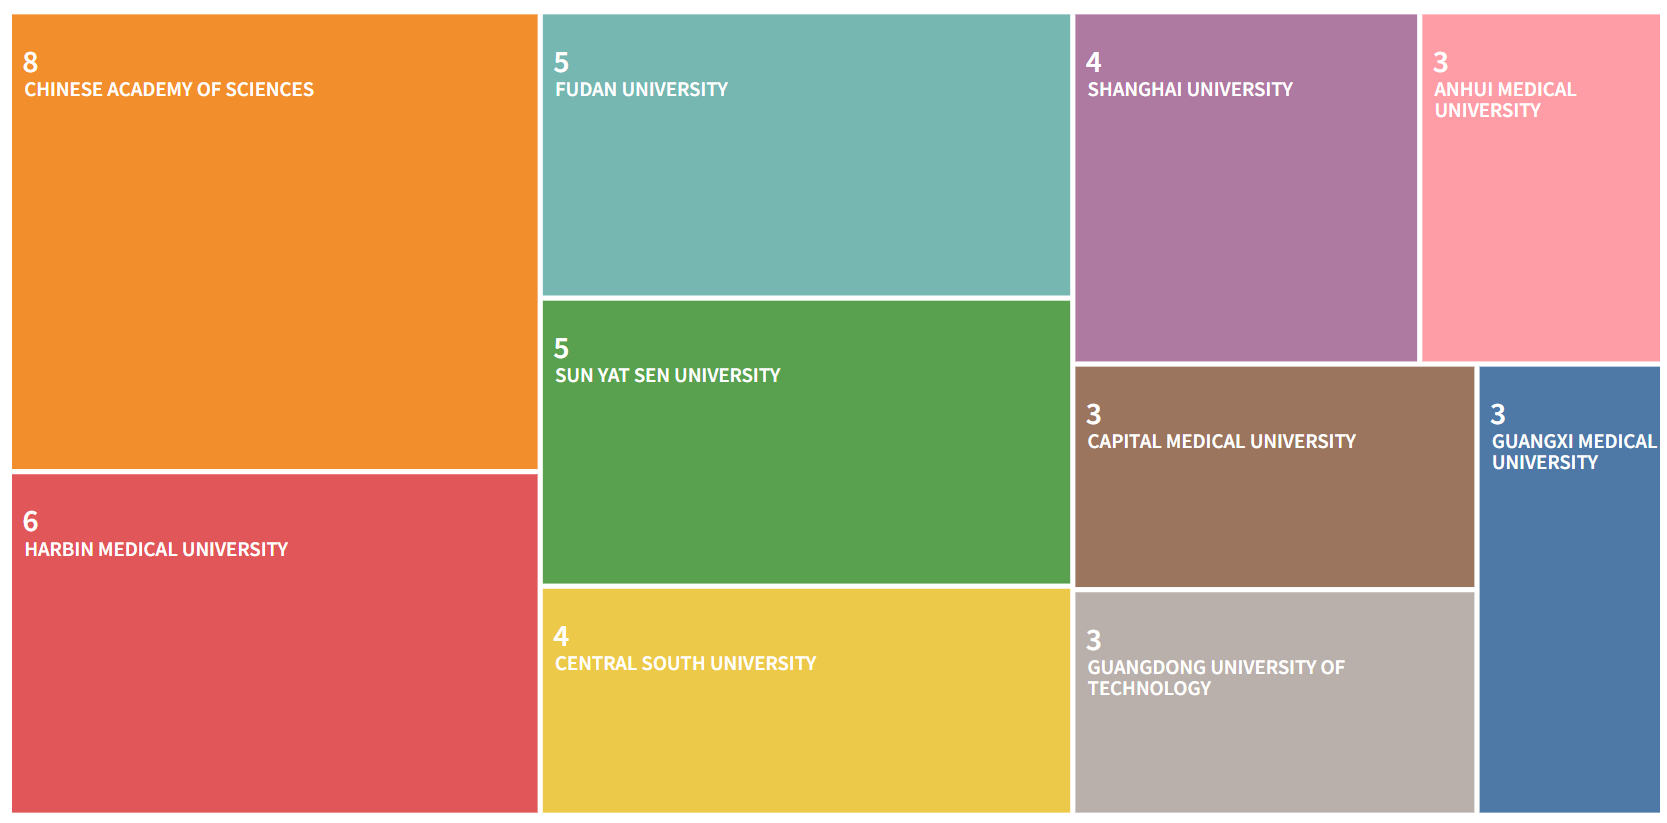 8
CHINESE ACADEMY OF SCIENCES
6
HARBIN MEDICAL UNIVERSITY
5
FUDAN UNIVERSITY
5
SUN YAT SEN UNIVERSITY
4
CENTRAL SOUTH UNIVERSITY
4
SHANGHAI UNIVERSITY
3
ANHUI MEDICAL
UNIVERSITY
3
CAPITAL MEDICAL UNIVERSITY
3
GUANGDONG UNIVERSITY OF
TECHNOLOGY
3
GUANGXI MEDICAL
UNIVERSITY